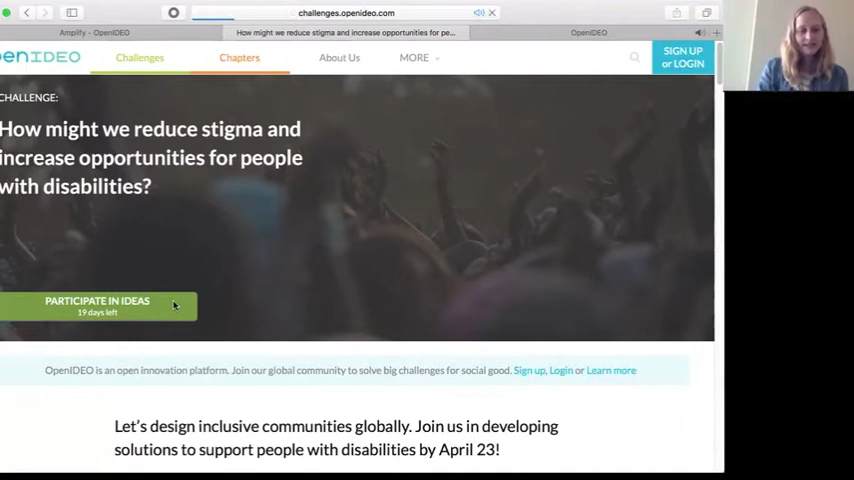 challenges.openideo.com
Amplify - OpenIDEO
How might we reduce stigma and increase opportunities for pe...
OpenIDEO
enIDEO
Challenges
Chapters
About Us
MORE
SIGN UP
or LOGIN
CHALLENGE:
How might we reduce stigma and
increase opportunities for people
with disabilities?
PARTICIPATE IN IDEAS
19 days left
OpenIDEO is an open innovation platform. Join our global community to solve big challenges for social good. Sign up, Login or Learn more
Let's design inclusive communities globally. Join us in developing
solutions to support people with disabilities by April 23!